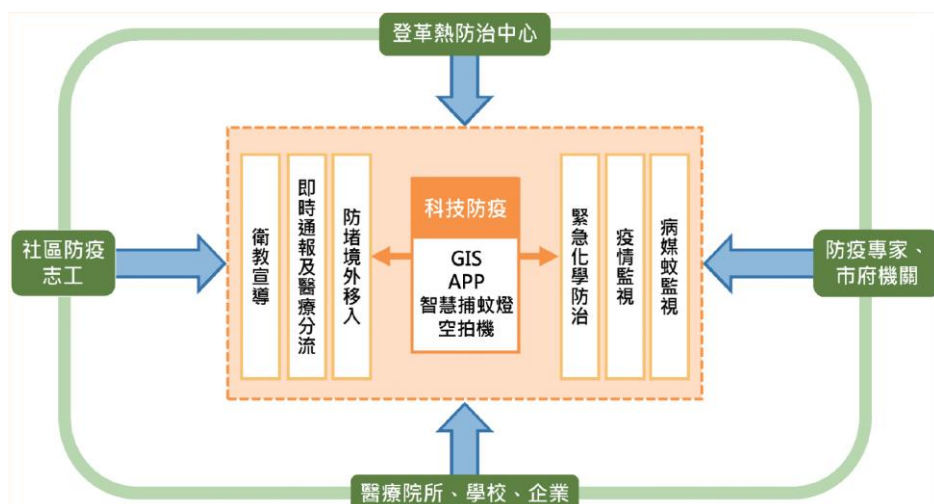 登革熱防治中心
社區防疫
志工
衛教宣導
即時通報及醫療分流
防堵境外移入
科技防疫
GIS
APP
智慧捕蚊燈
空拍機
緊急化學防治
疫情監視
病媒蚊監視
防疫專家、
市府機關
醫療院所、學校、企業